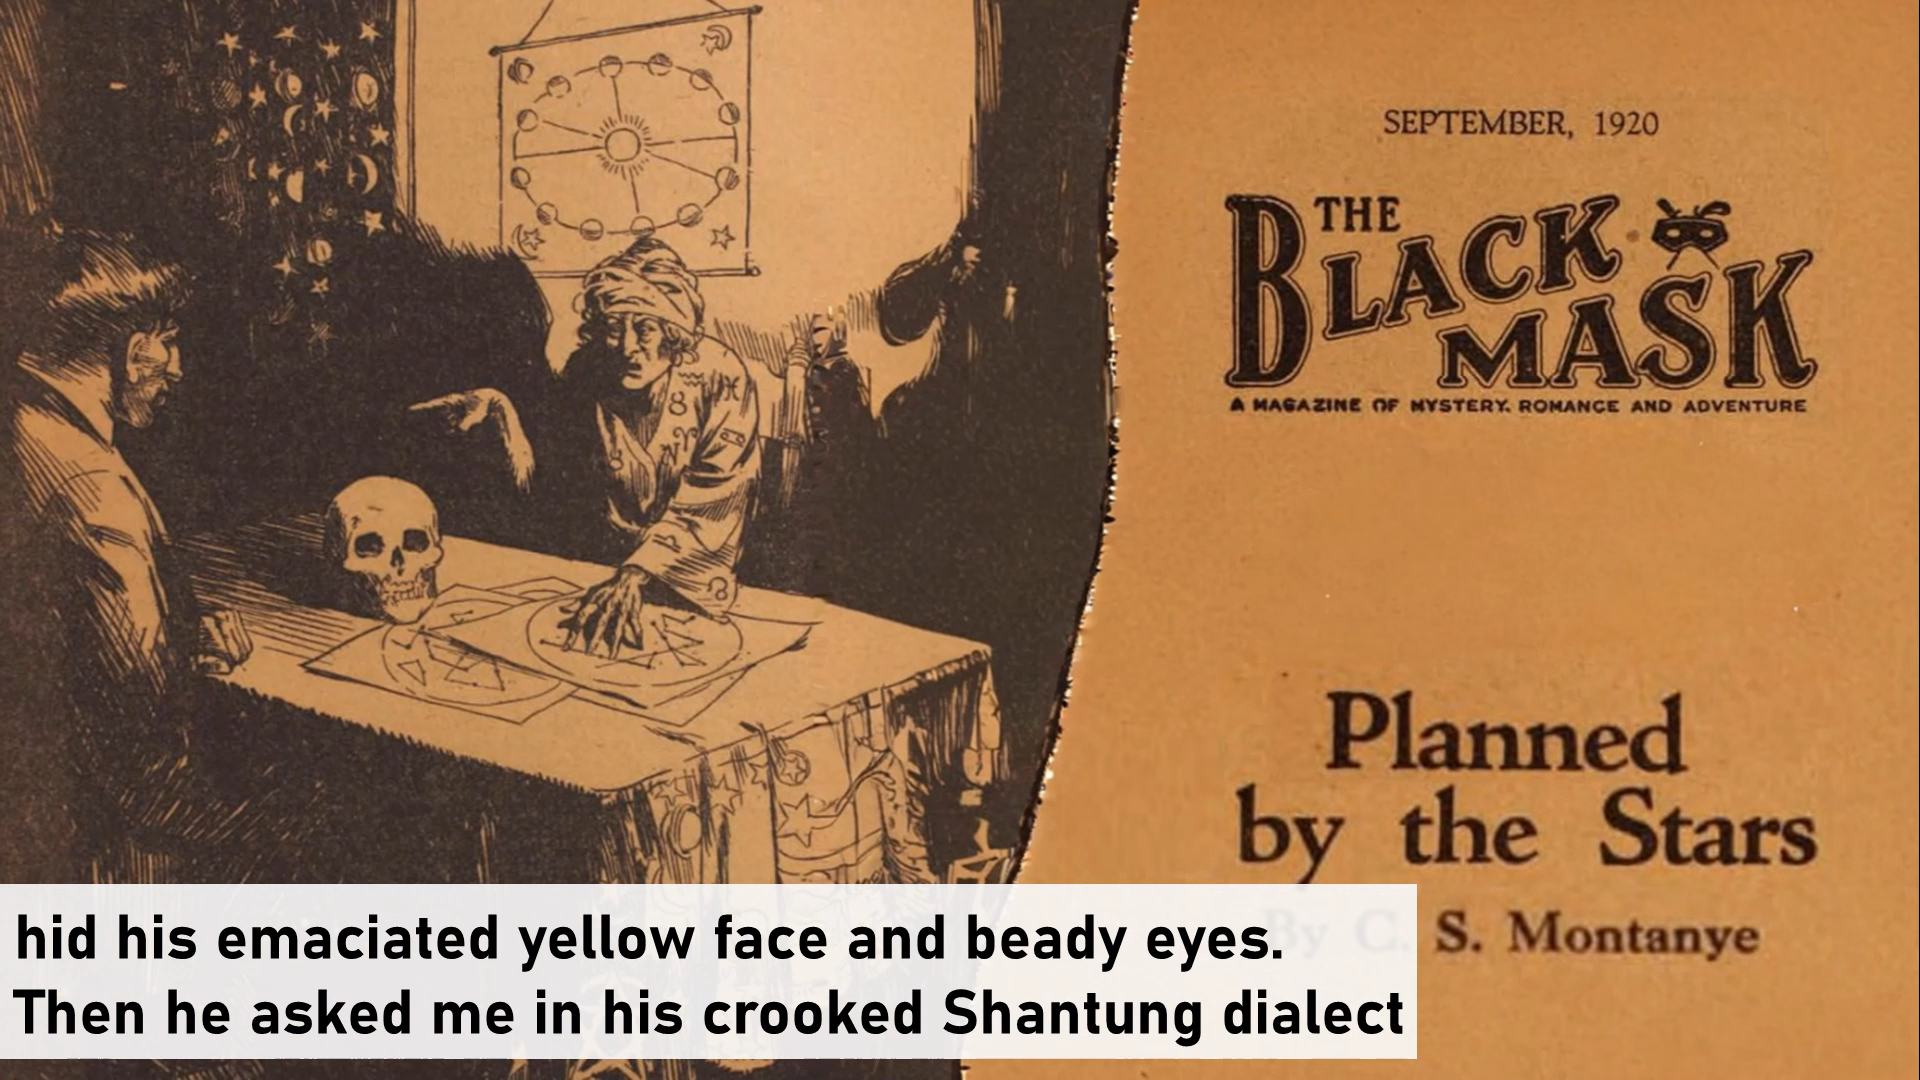 SEPTEMBER, 1920
THE
BLACK
MASK
A MAGAZINE OF MYSTERY, ROMANCE AND ADVENTURE
Planned
by the Stars
By C. S. Montanye
hid his emaciated yellow face and beady eyes.
Then he asked me in his crooked Shantung dialect